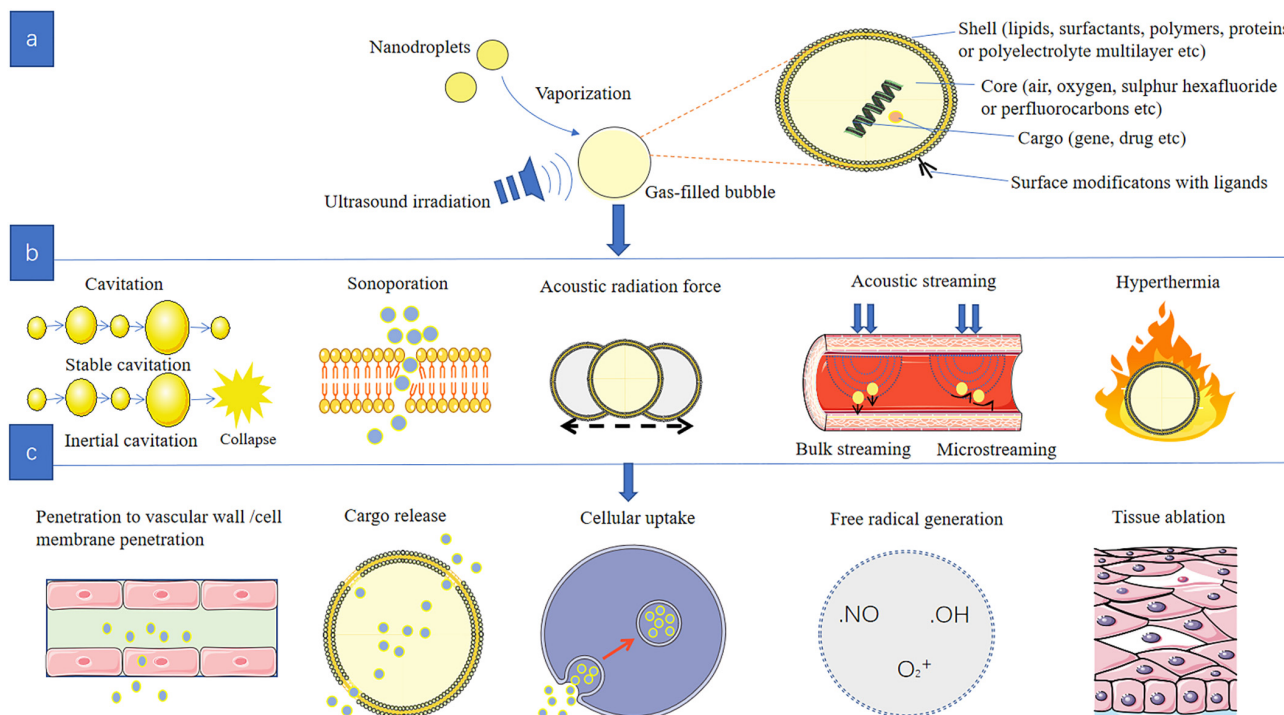 a
Nanodroplets
Vaporization
Ultrasound irradiation
Gas-filled bubble
Shell (lipids, surfactants, polymers, proteins
or polyelectrolyte multilayer etc)
Core (air, oxygen, sulphur hexafluoride
or perfluorocarbons etc)
Cargo (gene, drug etc)
Surface modificatons with ligands
b
Cavitation
Stable cavitation
Inertial cavitation
Collapse
Sonoporation
Acoustic radiation force
Acoustic streaming
Bulk streaming
Microstreaming
Hyperthermia
c
Penetration to vascular wall /cell
membrane penetration
Cargo release
Cellular uptake
Free radical generation
.NO
.OH
O₂⁺
Tissue ablation